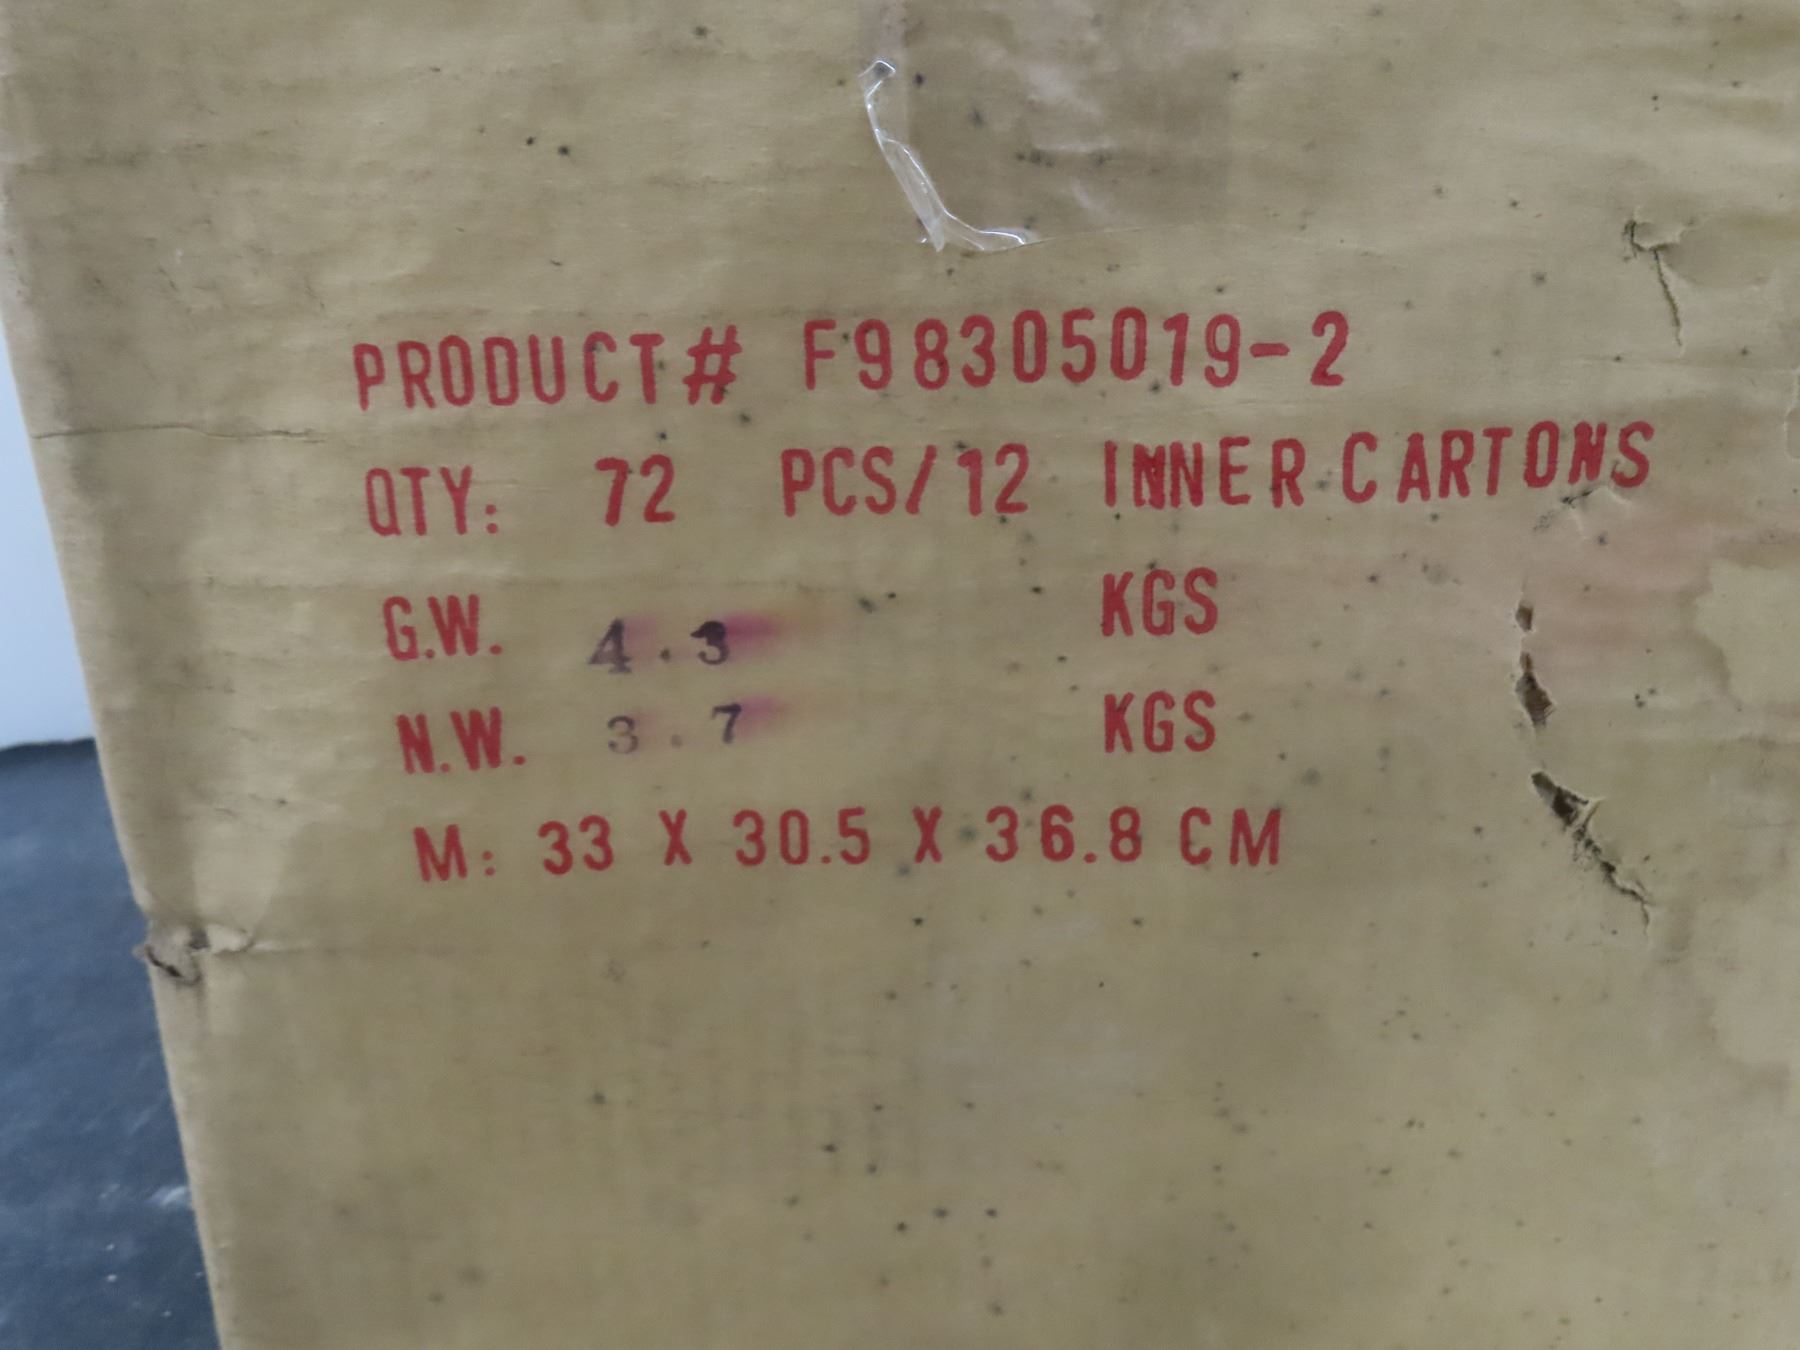 PRODUCT# F98305019-2
QTY: 72 PCS/12 INNER CARTONS
G.W. 4.3 KGS
N.W. 3.7 KGS
M: 33 X 30.5 X 36.8 CM